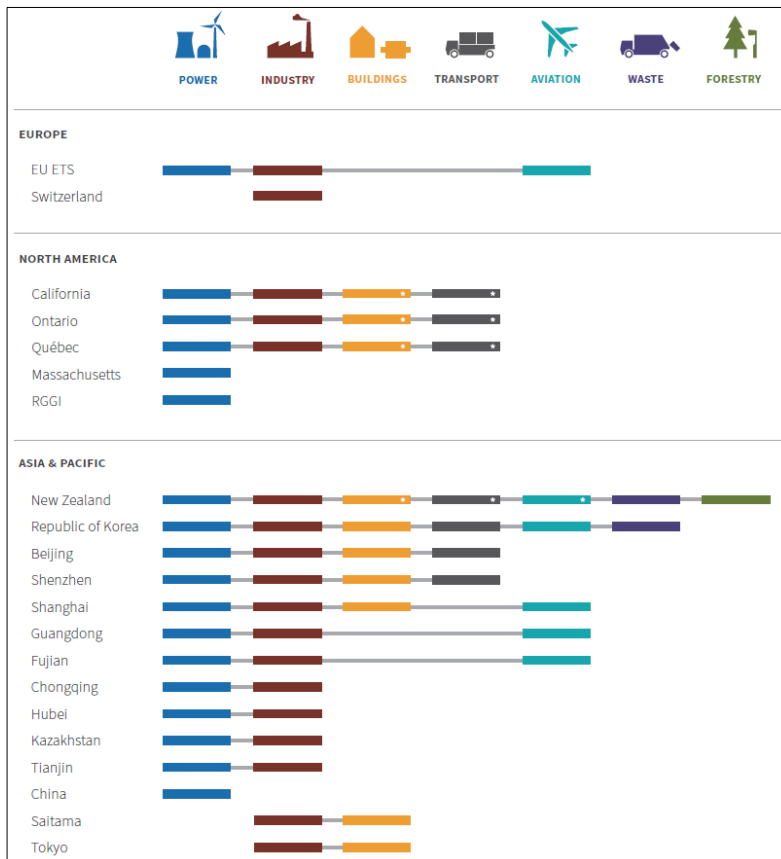 POWER INDUSTRY BUILDINGS TRANSPORT AVIATION WASTE FORESTRY
EUROPE
EU ETS
Switzerland
NORTH AMERICA
California
Ontario
Québec
Massachusetts
RGGI
ASIA & PACIFIC
New Zealand
Republic of Korea
Beijing
Shenzhen
Shanghai
Guangdong
Fujian
Chongqing
Hubei
Kazakhstan
Tianjin
China
Saitama
Tokyo